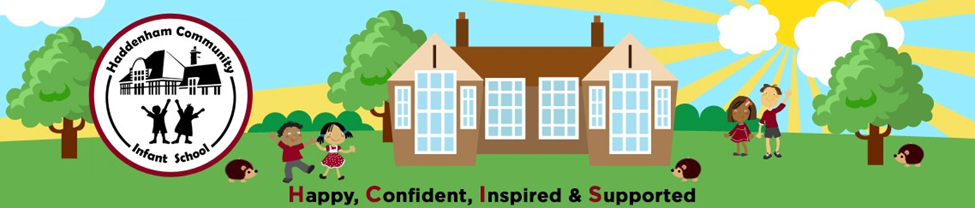 Haddenham Community
Infant School
Happy, Confident, Inspired & Supported